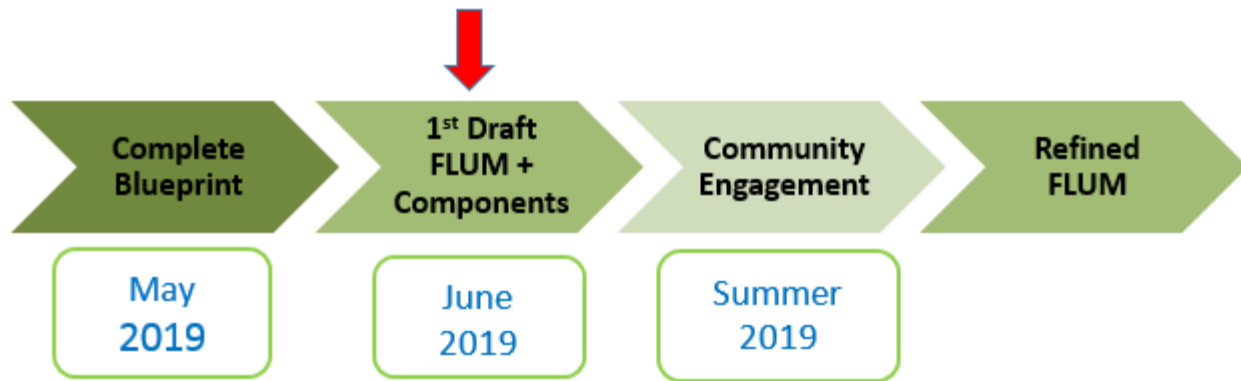 Complete
Blueprint
1st Draft
FLUM +
Components
Community
Engagement
Refined
FLUM
May
2019
June
2019
Summer
2019